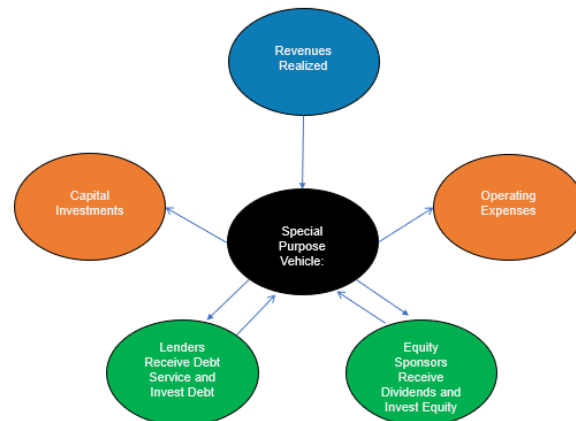 Revenues
Realized
Capital
Investments
Operating
Expenses
Special
Purpose
Vehicle:
Lenders
Receive Debt
Service and
Invest Debt
Equity
Sponsors
Receive
Dividends and
Invest Equity